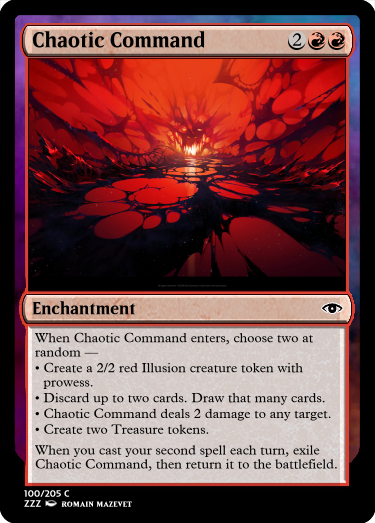 Chaotic Command 2
Enchantment
When Chaotic Command enters, choose two at
random —
• Create a 2/2 red Illusion creature token with
prowess.
• Discard up to two cards. Draw that many cards.
• Chaotic Command deals 2 damage to any target.
• Create two Treasure tokens.
When you cast your second spell each turn, exile
Chaotic Command, then return it to the battlefield.
100/205 C
ZZZ ROMAIN MAZEVET